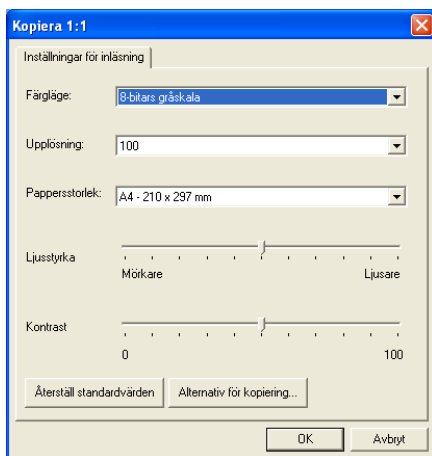 Kopiera 1:1
Inställningar för inläsning
Färgläge: 8-bitars gråskala
Upplösning: 100
Pappersstorlek: A4 - 210 x 297 mm
Ljusstyrka
Mörkare Ljusare
Kontrast
0 100
Återställ standardvärden Alternativ för kopiering...
OK Avbryt